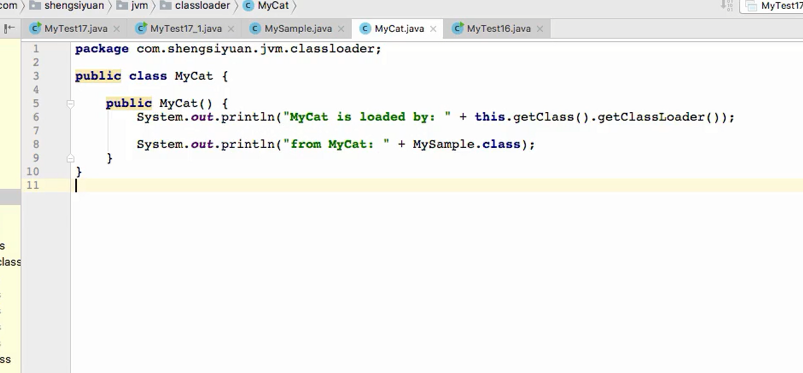 com shengsiyuan jvm classloader MyCat MyTest17
MyTest17.java MyTest17_1.java MySample.java MyCat.java MyTest16.java
1 package com.shengsiyuan.jvm.classloader;
2
3 public class MyCat {
4
5 public MyCat() {
6 System.out.println("MyCat is loaded by: " + this.getClass().getClassLoader());
7
8 System.out.println("from MyCat: " + MySample.class);
9 }
10 }
11
s
class
s
s
s
s
ss